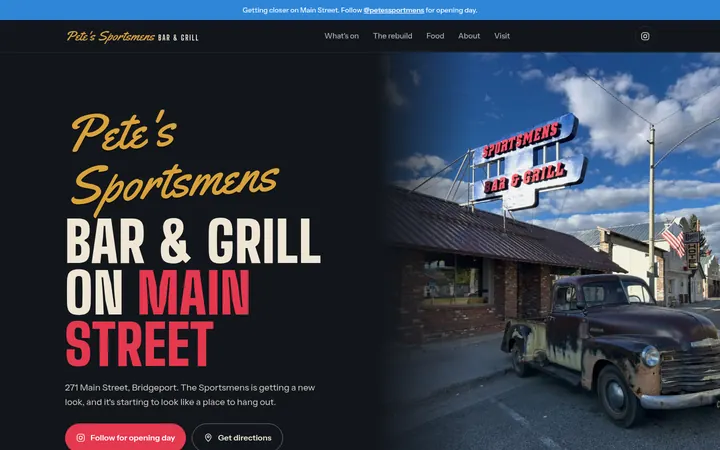 Getting closer on Main Street. Follow @petessportmens for opening day.
Pete's Sportsmens BAR & GRILL
What's on
The rebuild
Food
About
Visit
Pete's
Sportsmens
BAR & GRILL
ON MAIN
STREET
271 Main Street, Bridgeport. The Sportsmens is getting a new
look, and it's starting to look like a place to hang out.
Follow for opening day
Get directions
SPORTSMENS
BAR & GRILL